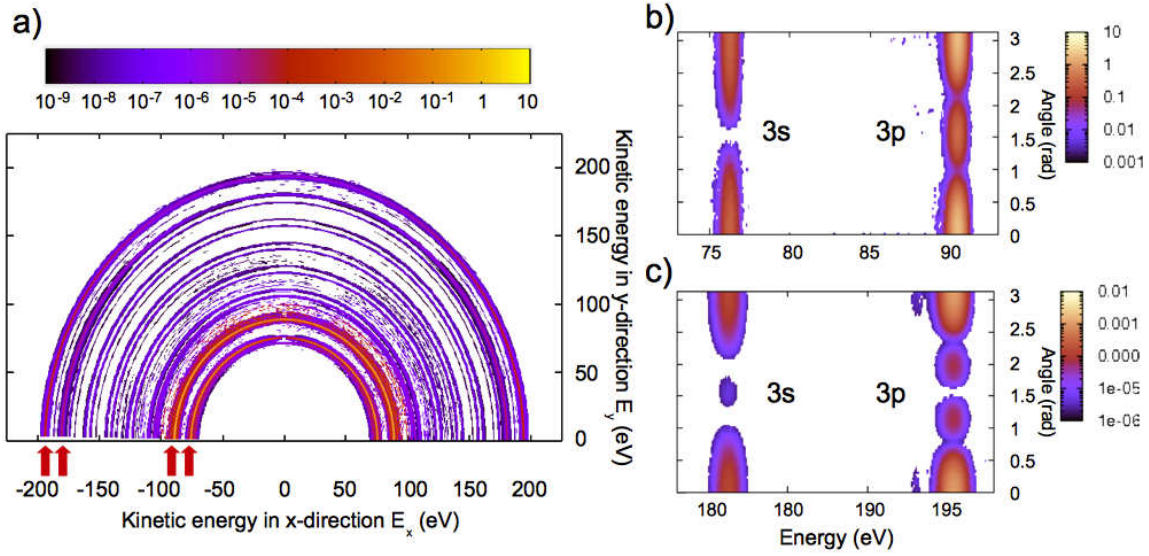 a)
10⁻⁹ 10⁻⁸ 10⁻⁷ 10⁻⁶ 10⁻⁵ 10⁻⁴ 10⁻³ 10⁻² 10⁻¹ 1 10
200
150
100
50
0
Kinetic energy in y-direction E_y (eV)
-200 -150 -100 -50 0 50 100 150 200
Kinetic energy in x-direction E_x (eV)
b)
3s 3p
3
2.5
2
1.5
1
0.5
0
Angle (rad)
10
1
0.1
0.01
0.001
75 80 85 90
c)
3s 3p
3
2.5
2
1.5
1
0.5
0
Angle (rad)
0.01
0.001
0.000
1e-05
1e-06
180 180 190 195
Energy (eV)